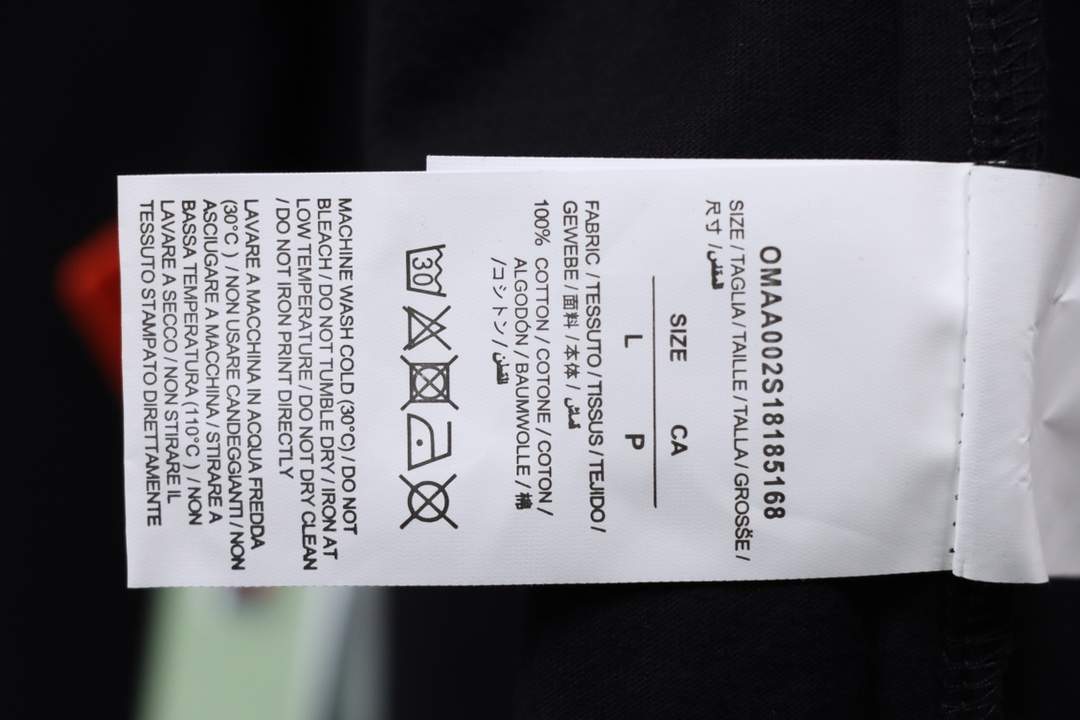 OMAA002S18185168
SIZE / TAGLIA / TAILLE / TALLA / GROSSE /
尺寸 / المقلس
SIZE CA
L P
FABRIC / TESSUTO / TISSUS / TEJIDO /
GEWEBE / 面料 / 本体 / قماش
100% COTTON / COTONE / COTON /
ALGODÓN / BAUMWOLLE / 棉
/ コシトン / القطن
30
MACHINE WASH COLD (30°C) / DO NOT
BLEACH / DO NOT TUMBLE DRY / IRON AT
LOW TEMPERATURE / DO NOT DRY CLEAN
/ DO NOT IRON PRINT DIRECTLY
LAVARE A MACCHINA IN ACQUA FREDDA
(30°C ) / NON USARE CANDEGGIANTI / NON
ASCIUGARE A MACCHINA / STIRARE A
BASSA TEMPERATURA (110°C ) / NON
LAVARE A SECCO / NON STIRARE IL
TESSUTO STAMPATO DIRETTAMENTE